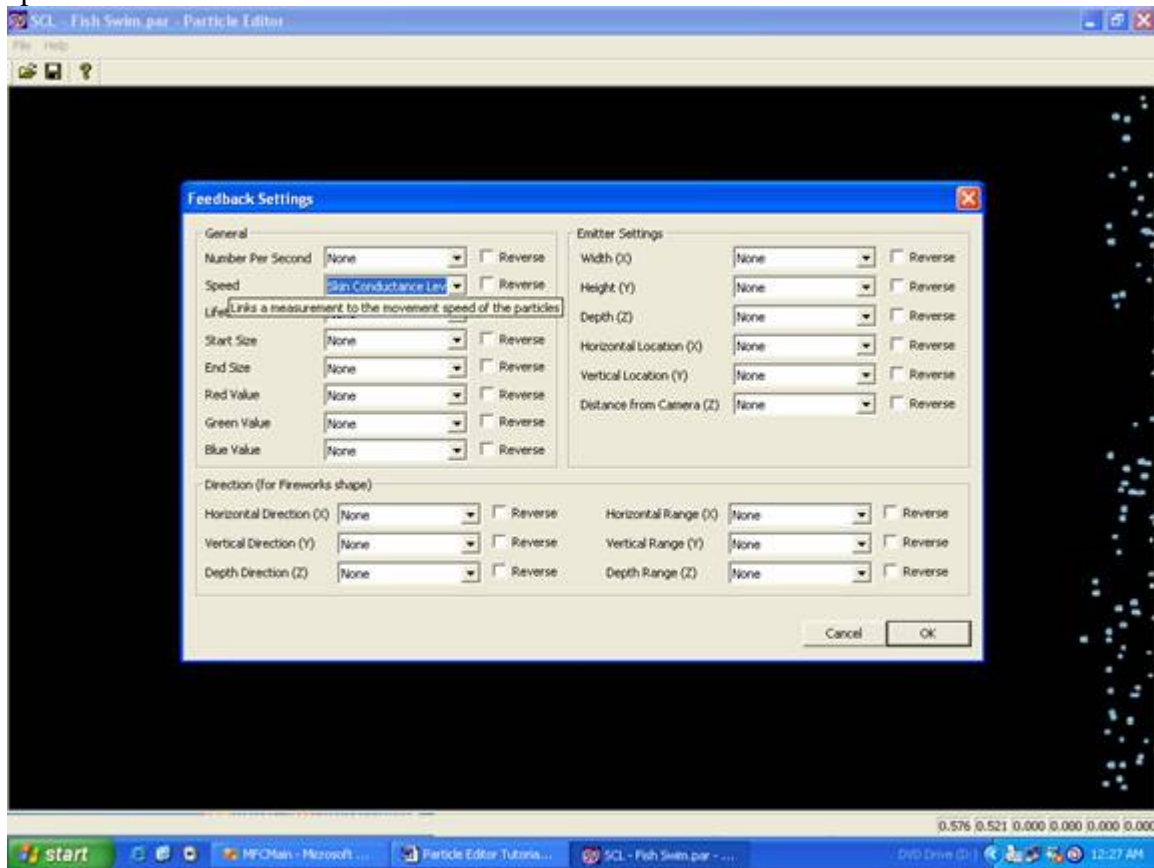 SCL - Fish Swim.par - Particle Editor
File Help
Feedback Settings
General
Number Per Second None Reverse
Speed Skin Conductance Lev Reverse
Links a measurement to the movement speed of the particles
Start Size None Reverse
End Size None Reverse
Red Value None Reverse
Green Value None Reverse
Blue Value None Reverse
Emitter Settings
Width (X) None Reverse
Height (Y) None Reverse
Depth (Z) None Reverse
Horizontal Location (X) None Reverse
Vertical Location (Y) None Reverse
Distance from Camera (Z) None Reverse
Direction (for Fireworks shape)
Horizontal Direction (X) None Reverse Horizontal Range (X) None Reverse
Vertical Direction (Y) None Reverse Vertical Range (Y) None Reverse
Depth Direction (Z) None Reverse Depth Range (Z) None Reverse
Cancel OK
0.576 0.521 0.000 0.000 0.000 0.000
start MFCMain - Microsoft ... Particle Editor Tutoria... SCL - Fish Swim.par - ... DVD Drive (D:) 12:27 AM